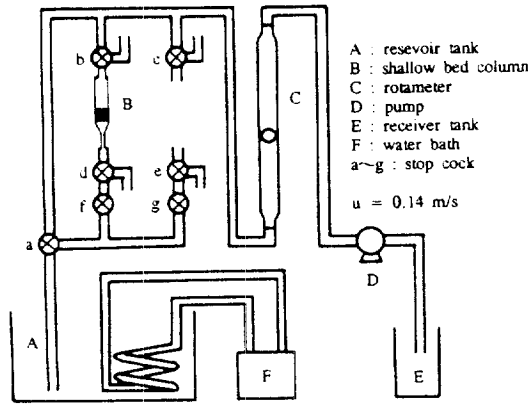 b
c
B
d
e
f
g
a
A
C
D
E
F
A : resevoir tank
B : shallow bed column
C : rotameter
D : pump
E : receiver tank
F : water bath
a~g : stop cock
u = 0.14 m/s